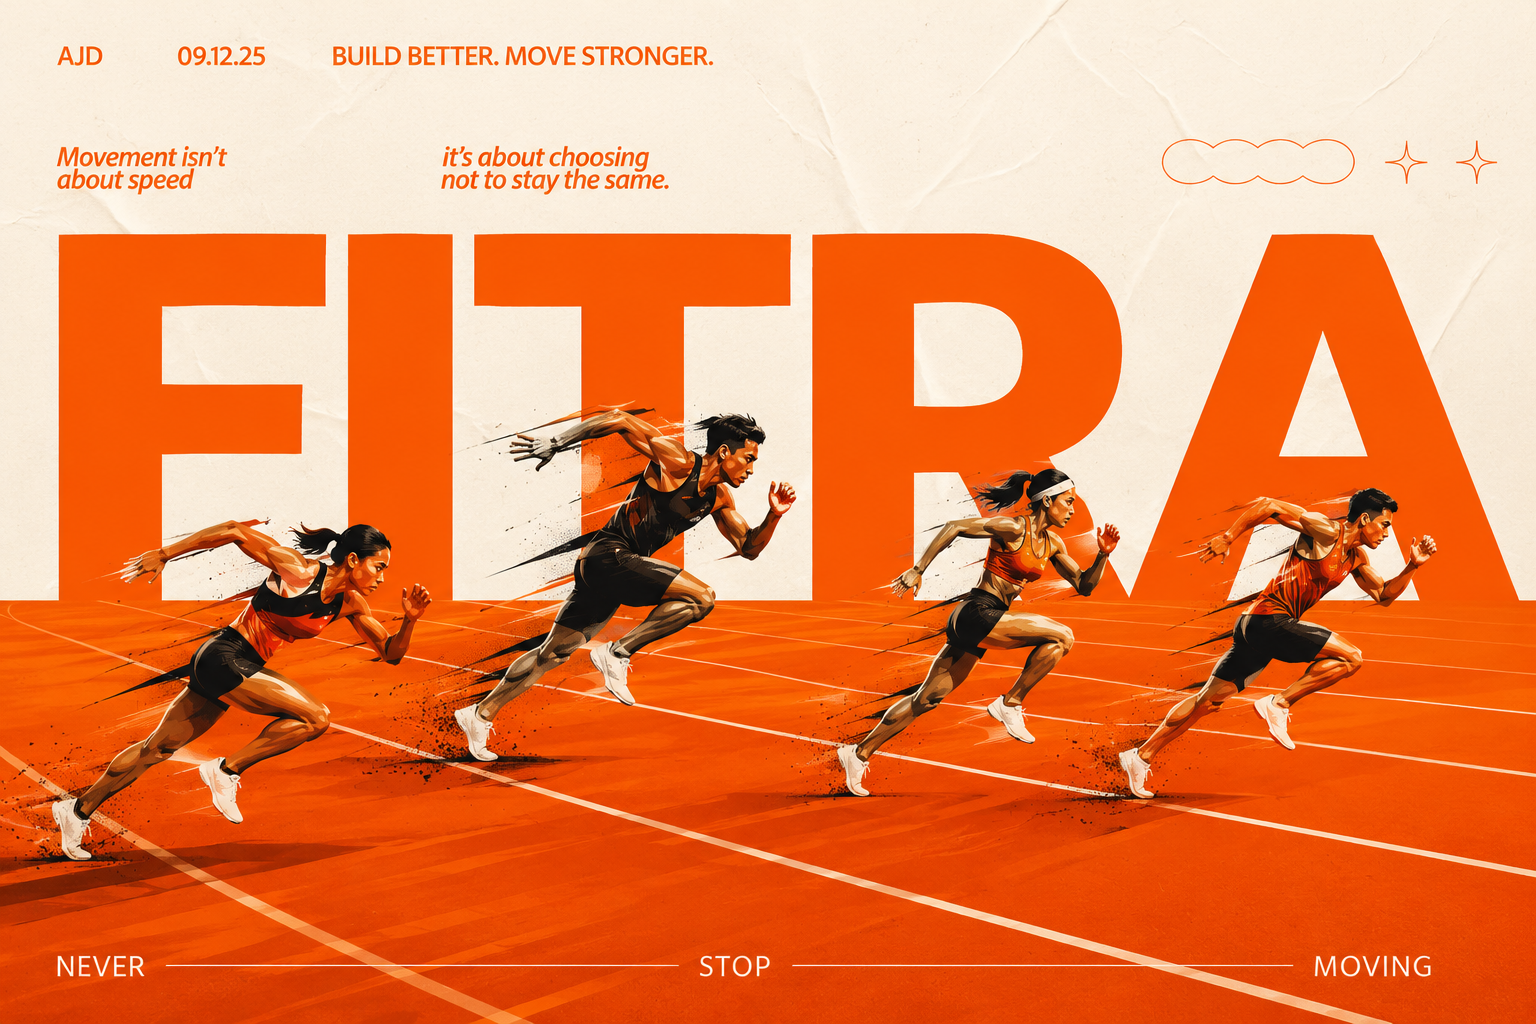 AJD 09.12.25 BUILD BETTER. MOVE STRONGER.
Movement isn't
about speed
it's about choosing
not to stay the same.
FITRA
NEVER STOP MOVING